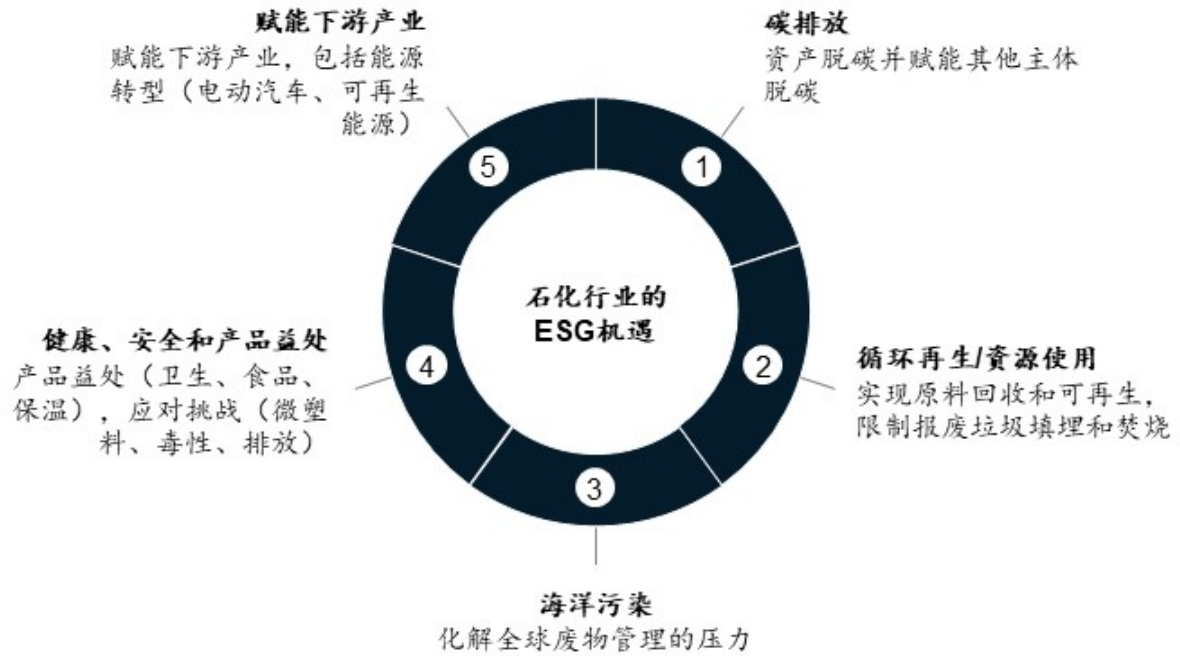 赋能下游产业
赋能下游产业，包括能源
转型（电动汽车、可再生
能源）
碳排放
资产脱碳并赋能其他主体
脱碳
5
1
石化行业的
ESG机遇
健康、安全和产品益处
产品益处（卫生、食品、
保温），应对挑战（微塑
料、毒性、排放）
4
2
循环再生/资源使用
实现原料回收和可再生，
限制报废垃圾填埋和焚烧
3
海洋污染
化解全球废物管理的压力